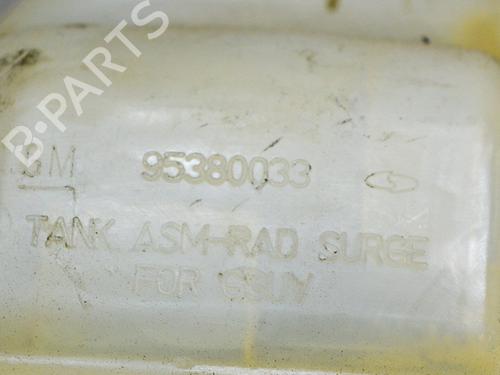 B-PARTS
GM 95380033
TANK ASM-RAD SURGE
FOR GSUV